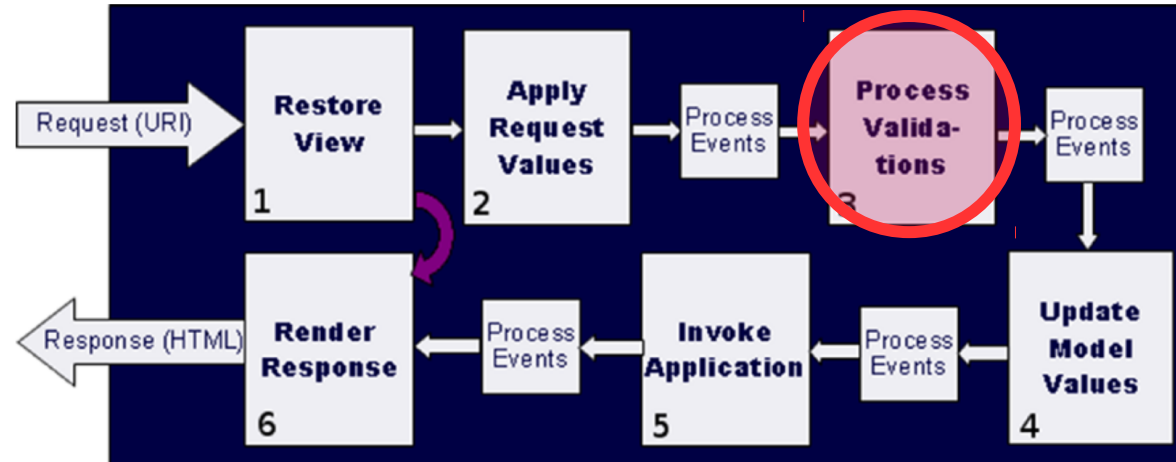 Request (URI)
Restore
View
1
Apply
Request
Values
2
Process
Events
Process
Valida-
tions
3
Process
Events
Update
Model
Values
4
Process
Events
Invoke
Application
5
Process
Events
Render
Response
6
Response (HTML)